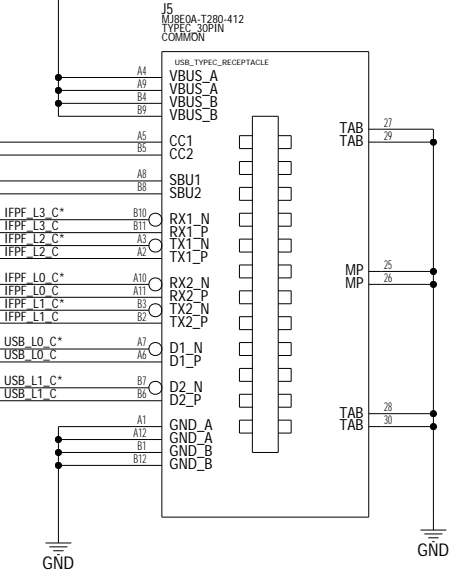 J5
MJ8E0A-T280-412
TYPEC_30PIN
COMMON
USB_TYPEC_RECEPTACLE
A4 VBUS_A
A9 VBUS_A
B4 VBUS_B
B9 VBUS_B
TAB 27
TAB 29
A5 CC1
B5 CC2
A8 SBU1
B8 SBU2
IFPF_L3_C* B10 RX1_N
IFPF_L3_C B11 RX1_P
IFPF_L2_C* A3 TX1_N
IFPF_L2_C A2 TX1_P
MP 25
MP 26
IFPF_L0_C* A10 RX2_N
IFPF_L0_C A11 RX2_P
IFPF_L1_C* B3 TX2_N
IFPF_L1_C B2 TX2_P
USB_L0_C* A7 D1_N
USB_L0_C A6 D1_P
USB_L1_C* B7 D2_N
USB_L1_C B6 D2_P
TAB 28
TAB 30
A1 GND_A
A12 GND_A
B1 GND_B
B12 GND_B
GND
GND